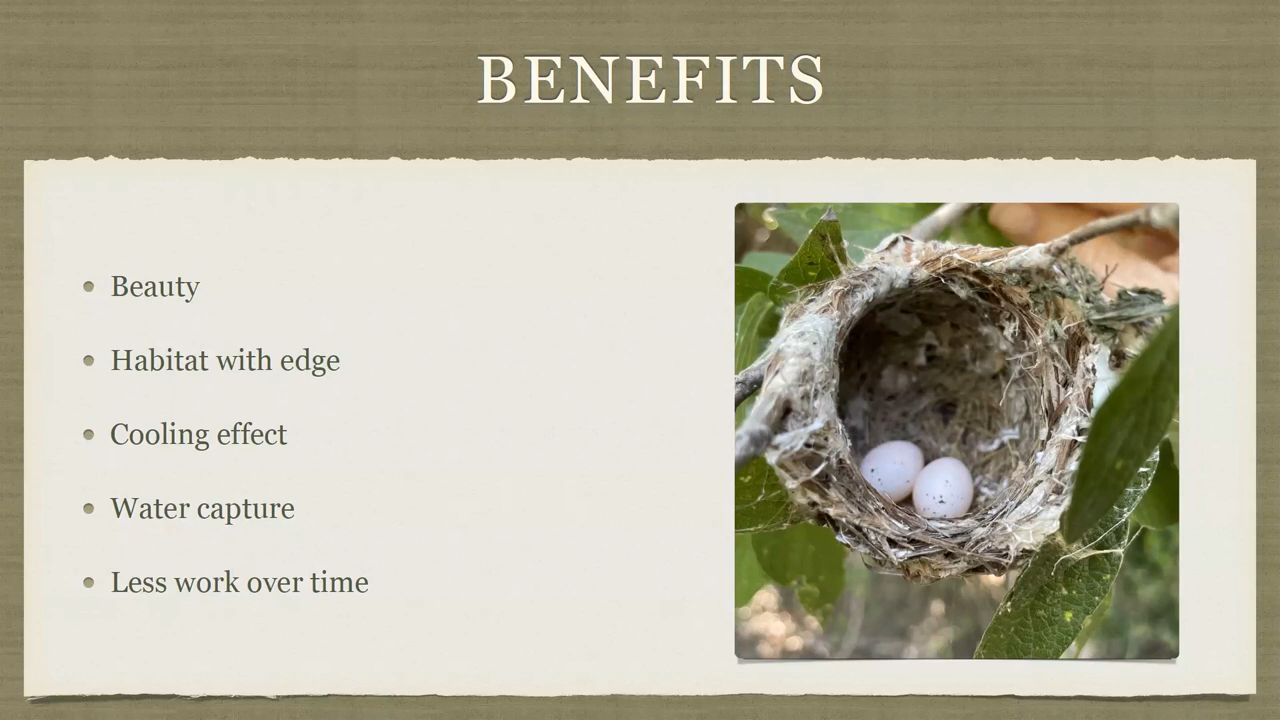 BENEFITS
Beauty
Habitat with edge
Cooling effect
Water capture
Less work over time